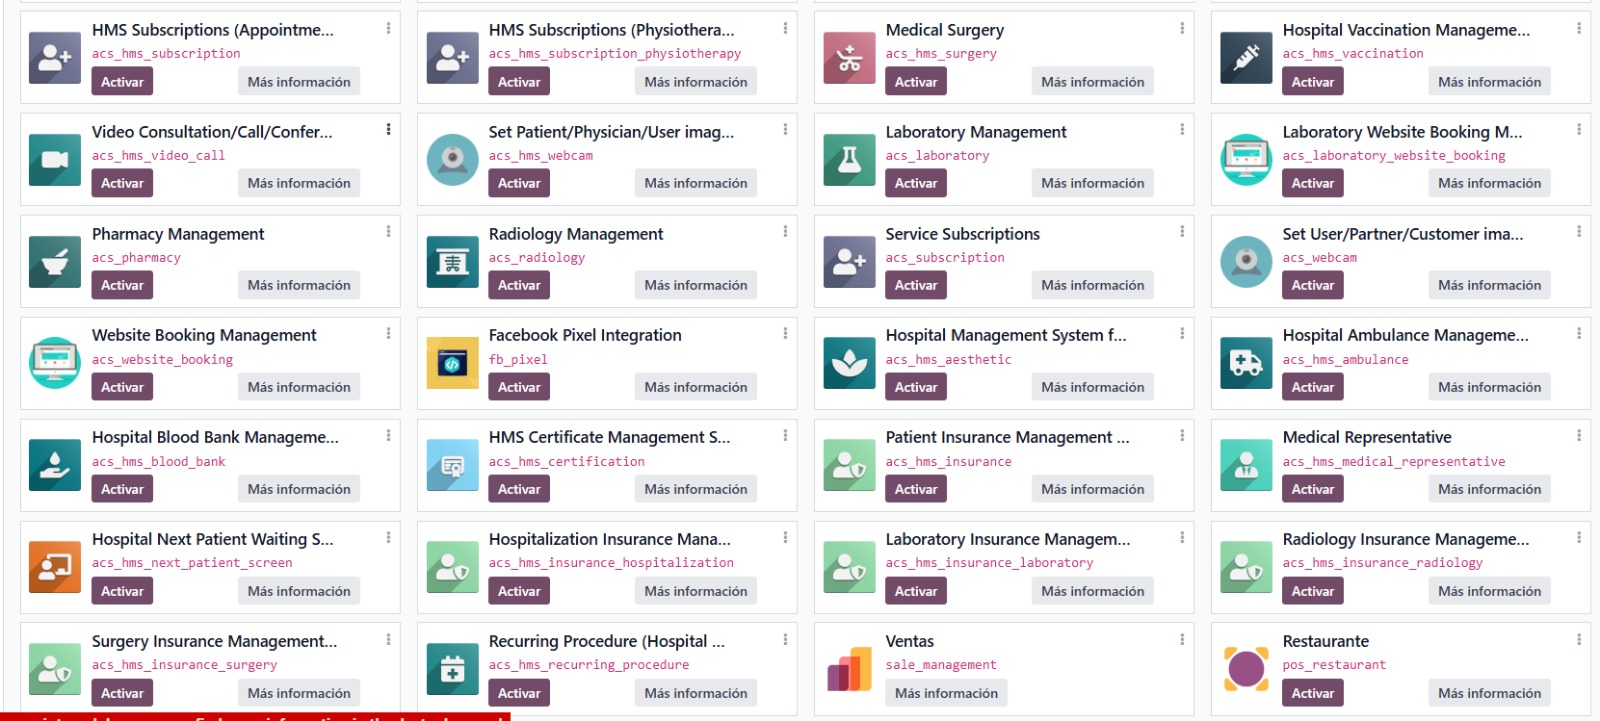 HMS Subscriptions (Appointme...
acs_hms_subscription
Activar Más información
HMS Subscriptions (Physiothera...
acs_hms_subscription_physiotherapy
Activar Más información
Medical Surgery
acs_hms_surgery
Activar Más información
Hospital Vaccination Manageme...
acs_hms_vaccination
Activar Más información
Video Consultation/Call/Confer...
acs_hms_video_call
Activar Más información
Set Patient/Physician/User imag...
acs_hms_webcam
Activar Más información
Laboratory Management
acs_laboratory
Activar Más información
Laboratory Website Booking M...
acs_laboratory_website_booking
Activar Más información
Pharmacy Management
acs_pharmacy
Activar Más información
Radiology Management
acs_radiology
Activar Más información
Service Subscriptions
acs_subscription
Activar Más información
Set User/Partner/Customer ima...
acs_webcam
Activar Más información
Website Booking Management
acs_website_booking
Activar Más información
Facebook Pixel Integration
fb_pixel
Activar Más información
Hospital Management System f...
acs_hms_aesthetic
Activar Más información
Hospital Ambulance Manageme...
acs_hms_ambulance
Activar Más información
Hospital Blood Bank Manageme...
acs_hms_blood_bank
Activar Más información
HMS Certificate Management S...
acs_hms_certification
Activar Más información
Patient Insurance Management ...
acs_hms_insurance
Activar Más información
Medical Representative
acs_hms_medical_representative
Activar Más información
Hospital Next Patient Waiting S...
acs_hms_next_patient_screen
Activar Más información
Hospitalization Insurance Mana...
acs_hms_insurance_hospitalization
Activar Más información
Laboratory Insurance Managem...
acs_hms_insurance_laboratory
Activar Más información
Radiology Insurance Manageme...
acs_hms_insurance_radiology
Activar Más información
Surgery Insurance Management...
acs_hms_insurance_surgery
Activar Más información
Recurring Procedure (Hospital ...
acs_hms_recurring_procedure
Activar Más información
Ventas
sale_management
Más información
Restaurante
pos_restaurant
Activar Más información